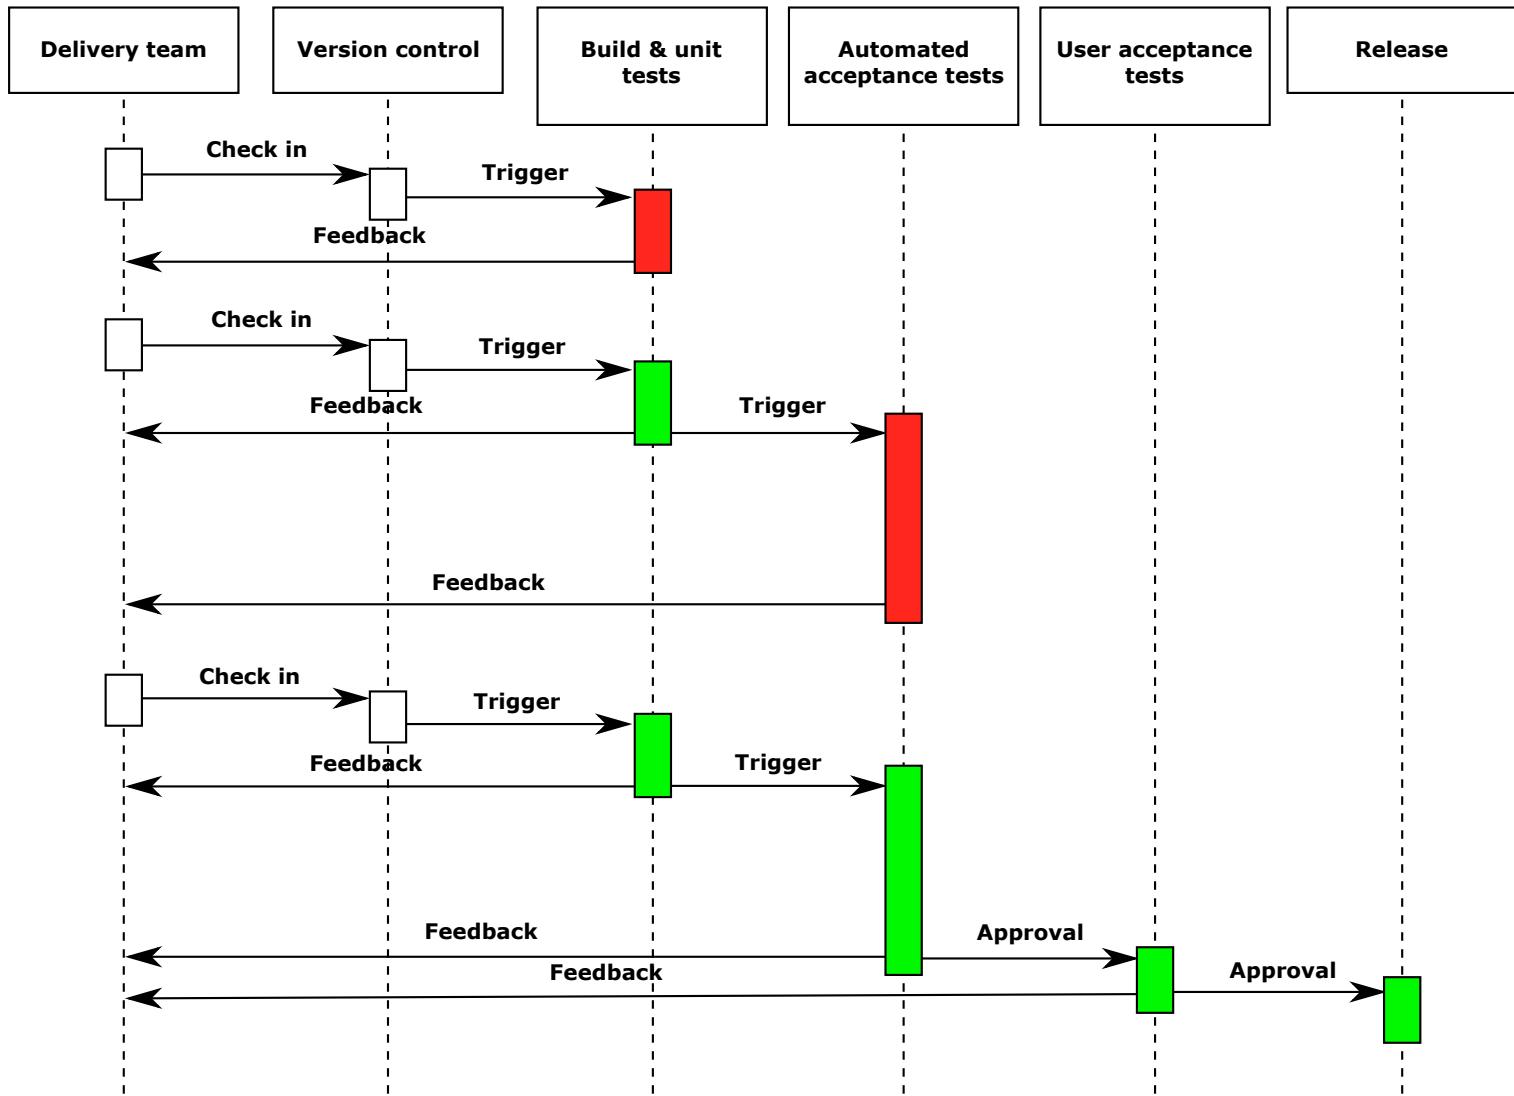 Delivery team
Version control
Build & unit
tests
Automated
acceptance tests
User acceptance
tests
Release
Check in
Trigger
Feedback
Check in
Trigger
Feedback
Trigger
Feedback
Check in
Trigger
Feedback
Trigger
Feedback
Approval
Feedback
Approval